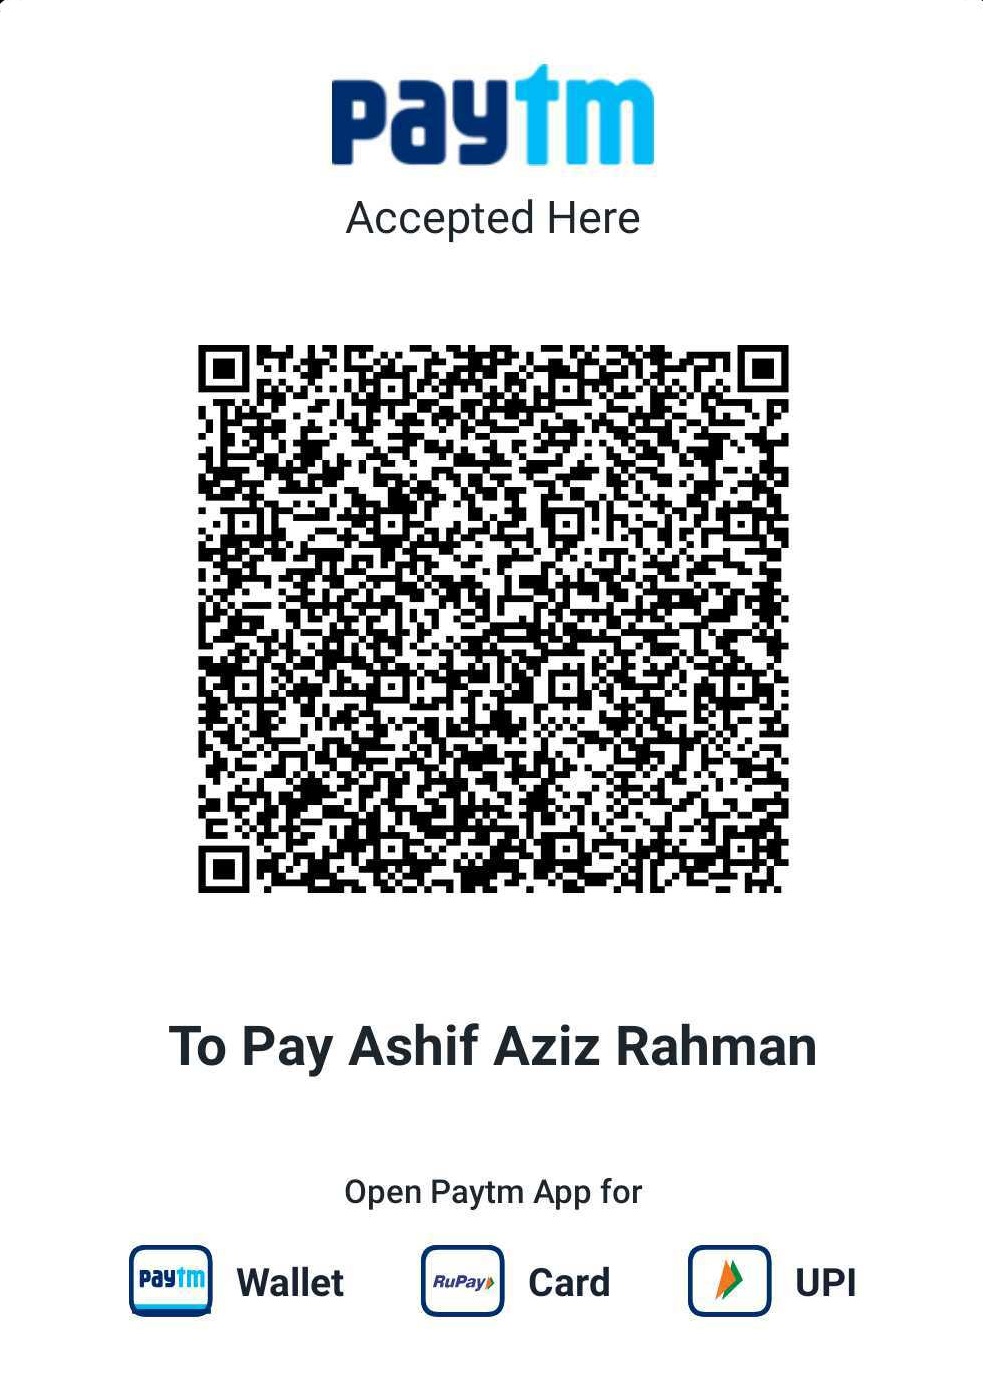 paytm
Accepted Here
To Pay Ashif Aziz Rahman
Open Paytm App for
paytm Wallet RuPay Card UPI